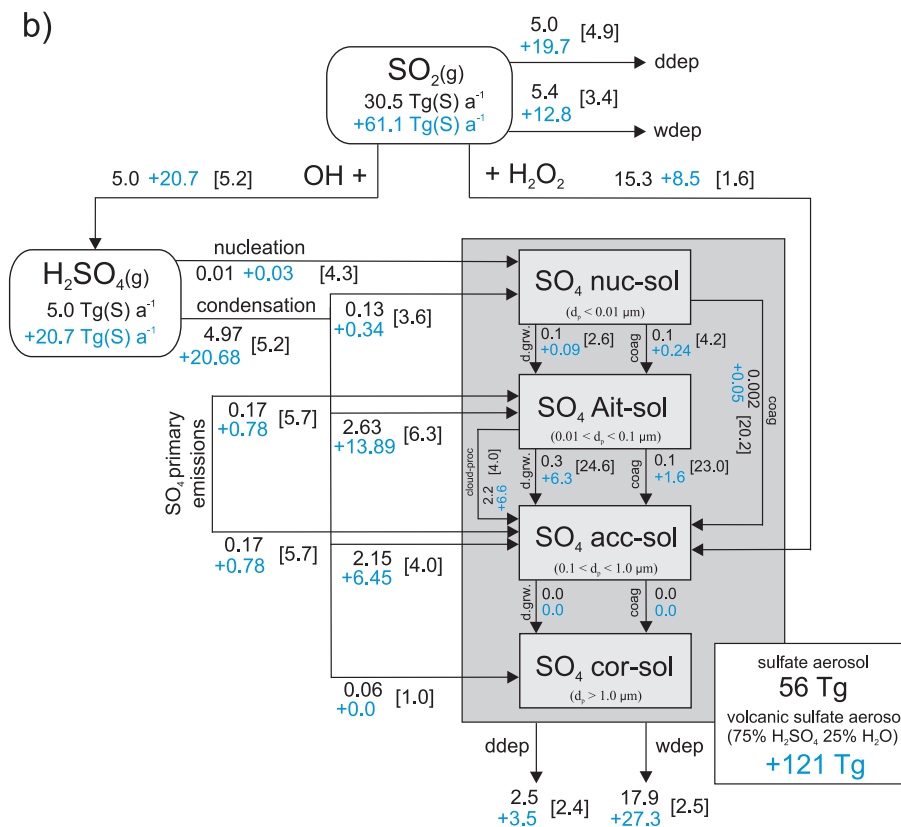 b)
SO2(g)
30.5 Tg(S) a-1
+61.1 Tg(S) a-1
5.0
+19.7
[4.9]
ddep
5.4
+12.8
[3.4]
wdep
5.0 +20.7 [5.2]
OH +
+ H2O2
15.3 +8.5 [1.6]
H2SO4(g)
5.0 Tg(S) a-1
+20.7 Tg(S) a-1
nucleation
0.01 +0.03 [4.3]
condensation
4.97
+20.68
[5.2]
0.13
+0.34
[3.6]
SO4 nuc-sol
(dp < 0.01 µm)
d.grw.
0.1
+0.09
[2.6]
coag
0.1
+0.24
[4.2]
0.002
+0.05
[20.2]
coag
SO4 primary
emissions
0.17
+0.78
[5.7]
2.63
+13.89
[6.3]
SO4 Ait-sol
(0.01 < dp < 0.1 µm)
cloud-proc
2.2
+6.6
[4.0]
d.grw.
0.3
+6.3
[24.6]
coag
0.1
+1.6
[23.0]
0.17
+0.78
[5.7]
2.15
+6.45
[4.0]
SO4 acc-sol
(0.1 < dp < 1.0 µm)
d.grw.
0.0
0.0
coag
0.0
0.0
0.06
+0.0
[1.0]
SO4 cor-sol
(dp > 1.0 µm)
sulfate aerosol
56 Tg
volcanic sulfate aeroso
(75% H2SO4 25% H2O)
+121 Tg
ddep
2.5
+3.5
[2.4]
wdep
17.9
+27.3
[2.5]